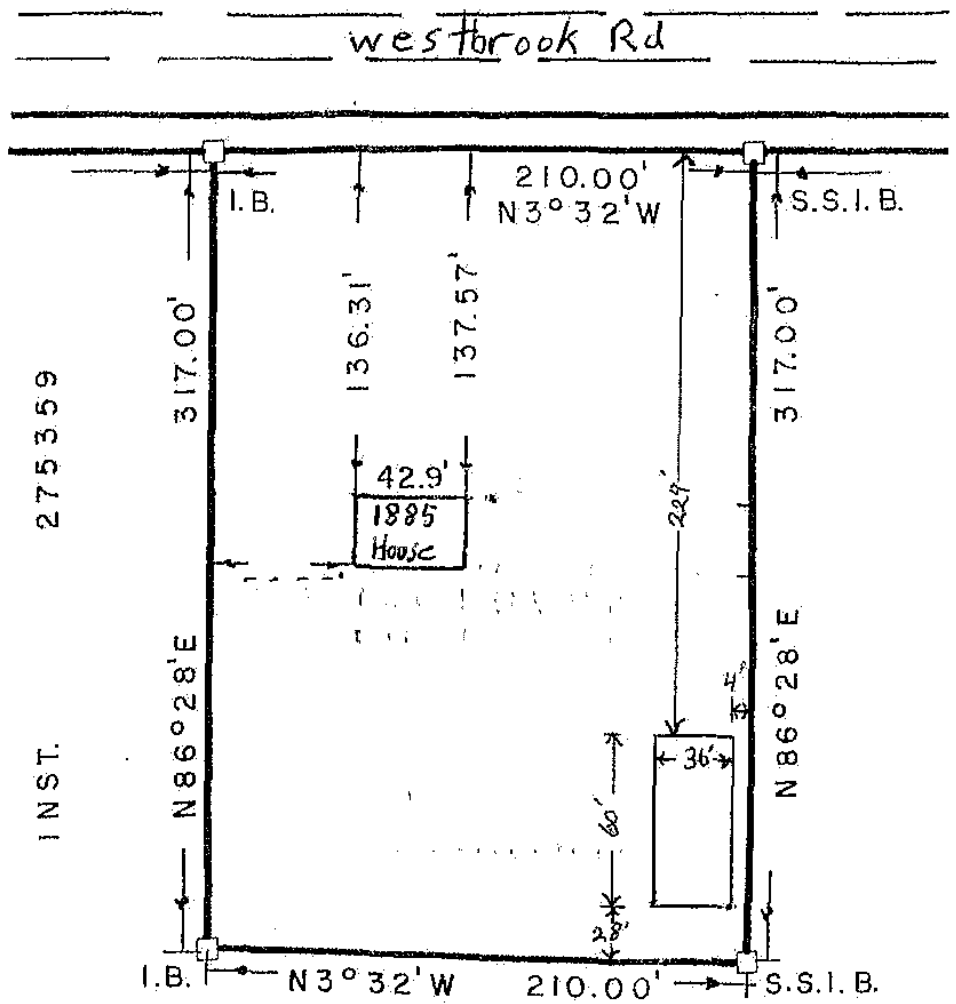 Westbrook Rd
210.00'
N3°32'W
I.B.
S.S.I.B.
317.00'
136.31'
137.57'
317.00'
INST. 275359
42.9'
1885
House
229'
N86°28'E
N86°28'E
4'
36'
60'
28'
I.B.
N3°32'W
210.00'
S.S.I.B.